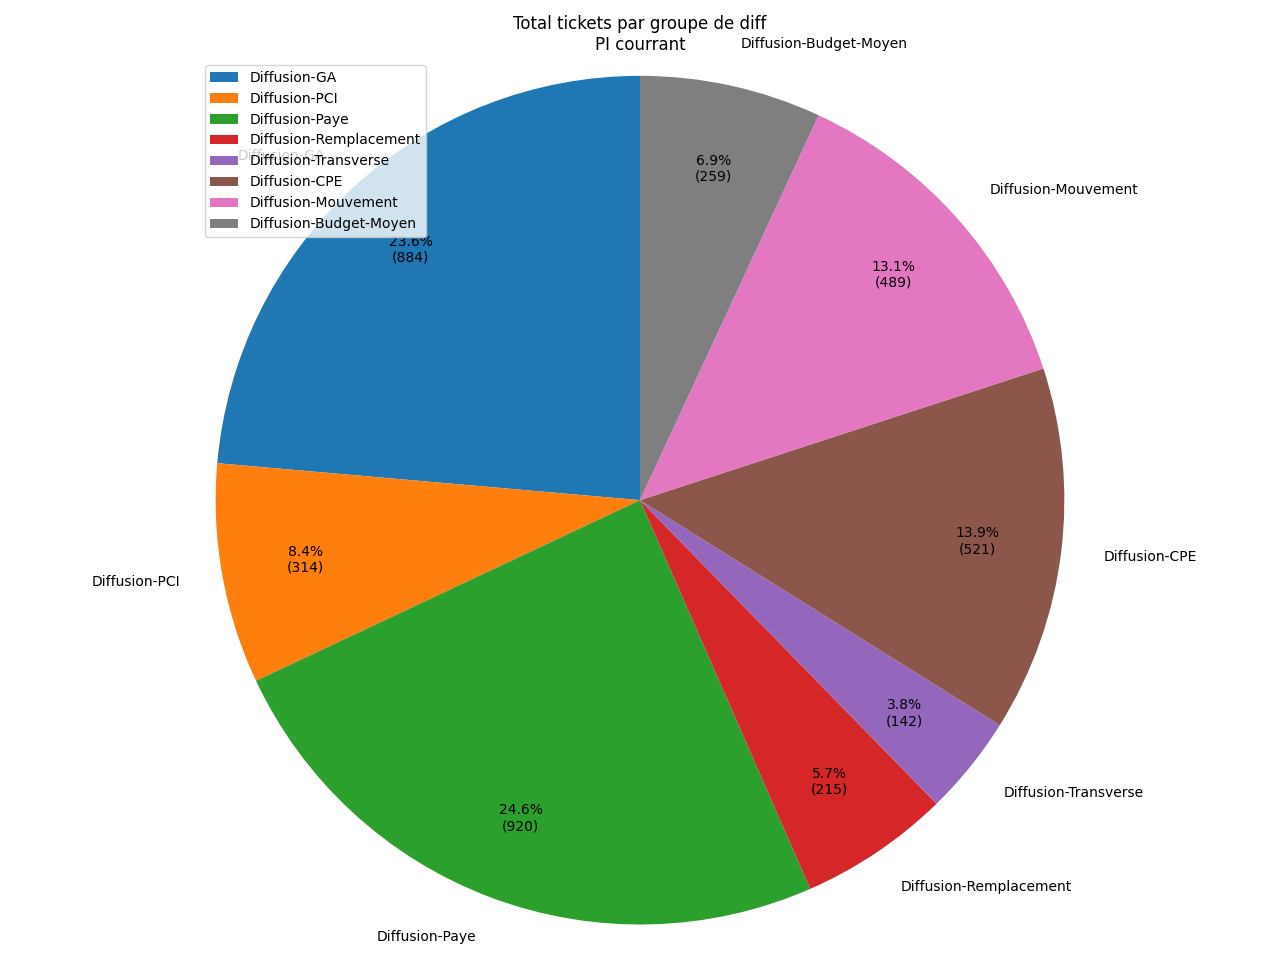 Total tickets par groupe de diff
PI courrant
Diffusion-GA
Diffusion-PCI
Diffusion-Paye
Diffusion-Remplacement
Diffusion-Transverse
Diffusion-CPE
Diffusion-Mouvement
Diffusion-Budget-Moyen
Diffusion-Budget-Moyen
6.9%
(259)
Diffusion-GA
Diffusion-Mouvement
23.6%
(884)
13.1%
(489)
13.9%
(521)
8.4%
(314)
Diffusion-CPE
Diffusion-PCI
3.8%
(142)
5.7%
(215)
Diffusion-Transverse
24.6%
(920)
Diffusion-Remplacement
Diffusion-Paye